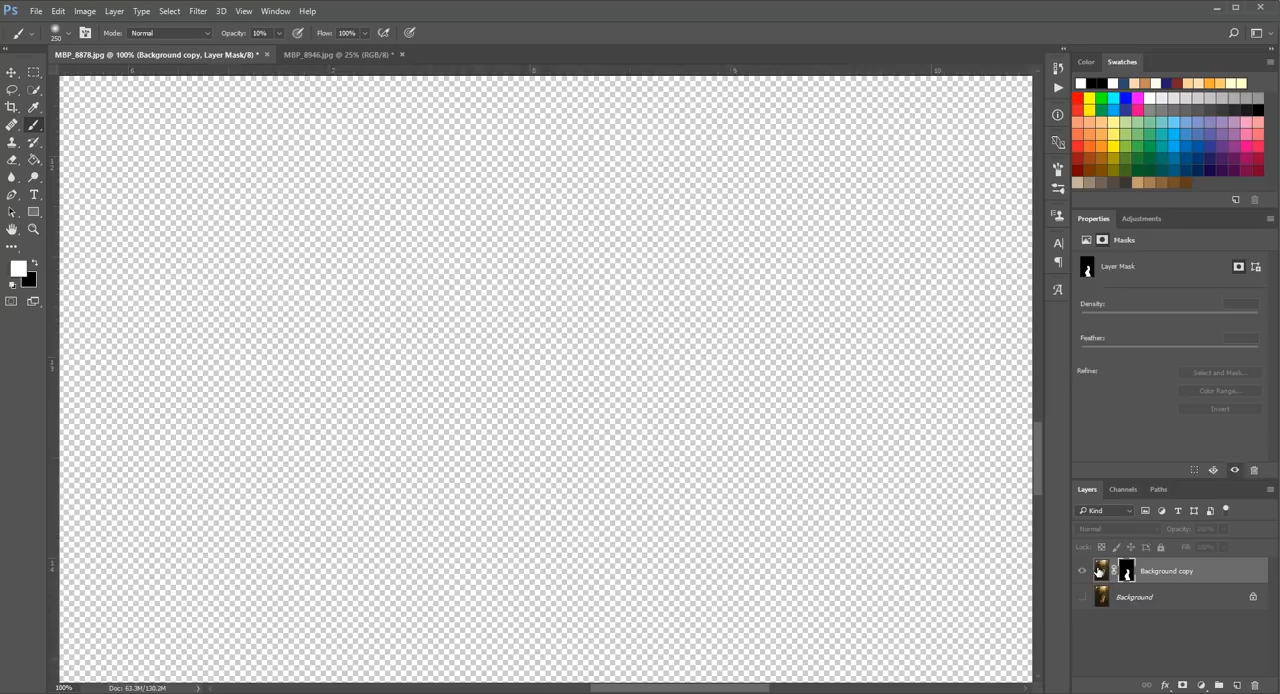 Ps File Edit Image Layer Type Select Filter 3D View Window Help
250 Mode: Normal Opacity: 10% Flow: 100%
MBP_8878.jpg @ 100% (Background copy, Layer Mask/8) * × MBP_8946.jpg @ 25% (RGB/8) * ×
Color Swatches
Properties Adjustments
Masks
Layer Mask
Density:
Feather:
Refine:
Select and Mask...
Color Range...
Invert
Layers Channels Paths
Kind
Normal Opacity: 100%
Lock: Fill: 100%
Background copy
Background
100% Doc: 63.3M/130.2M